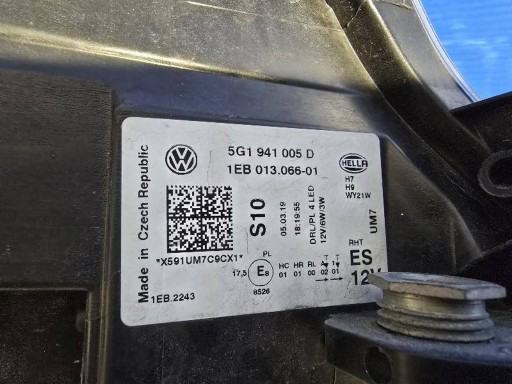 Made in Czech Republic
5G1 941 005 D
1EB 013.066-01
HELLA
H7
H9
WY21W
UM7
S10
05.03.19
18:19:55
DRL/PL 4 LED
12V/6W/3W
*X591UM7C9CX1*
1EB.2243
PL
17,5
E8
8526
HC HR RL
01 01 00 02 01
RHT
ES
12V